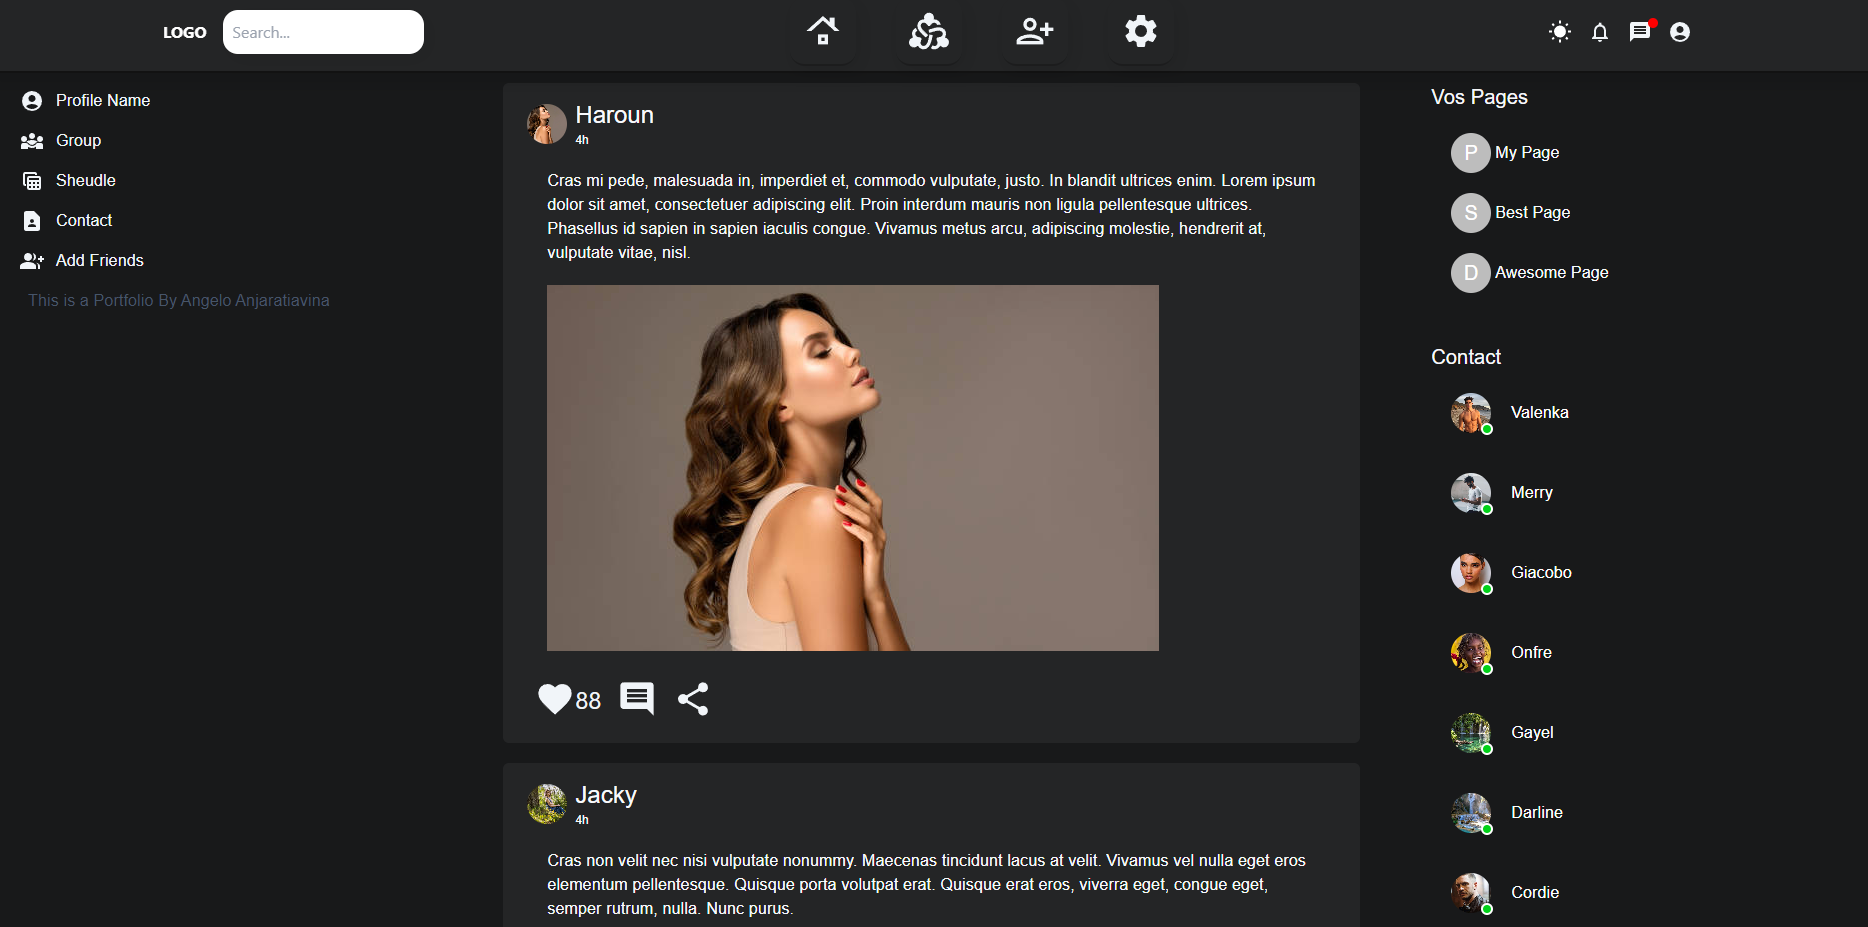 LOGO
Search...
Profile Name
Group
Sheudle
Contact
Add Friends
This is a Portfolio By Angelo Anjaratiavina
Haroun
4h
Cras mi pede, malesuada in, imperdiet et, commodo vulputate, justo. In blandit ultrices enim. Lorem ipsum
dolor sit amet, consectetuer adipiscing elit. Proin interdum mauris non ligula pellentesque ultrices.
Phasellus id sapien in sapien iaculis congue. Vivamus metus arcu, adipiscing molestie, hendrerit at,
vulputate vitae, nisl.
88
Jacky
4h
Cras non velit nec nisi vulputate nonummy. Maecenas tincidunt lacus at velit. Vivamus vel nulla eget eros
elementum pellentesque. Quisque porta volutpat erat. Quisque erat eros, viverra eget, congue eget,
semper rutrum, nulla. Nunc purus.
Vos Pages
P My Page
S Best Page
D Awesome Page
Contact
Valenka
Merry
Giacobo
Onfre
Gayel
Darline
Cordie